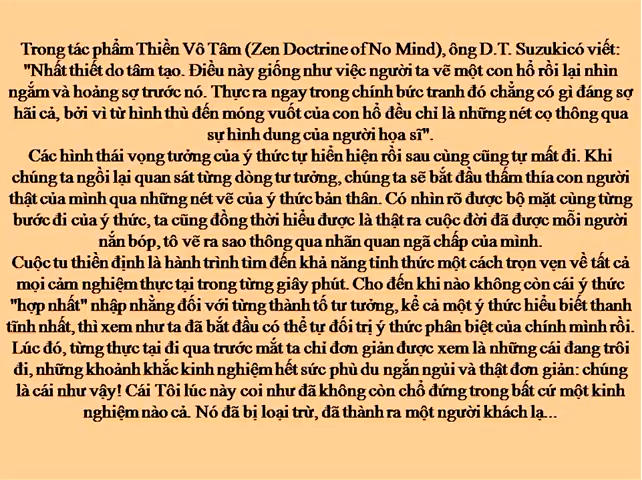 Trong tác phẩm Thiền Vô Tâm (Zen Doctrine of No Mind), ông D.T. Suzukicó viết:
"Nhất thiết do tâm tạo. Điều này giống như việc người ta vẽ một con hổ rồi lại nhìn
ngắm và hoảng sợ trước nó. Thực ra ngay trong chính bức tranh đó chẳng có gì đáng sợ
hãi cả, bởi vì từ hình thù đến móng vuốt của con hổ đều chỉ là những nét cọ thông qua
sự hình dung của người họa sĩ".
Các hình thái vọng tưởng của ý thức tự hiển hiện rồi sau cùng cũng tự mất đi. Khi
chúng ta ngồi lại quan sát từng dòng tư tưởng, chúng ta sẽ bắt đầu thấm thía con người
thật của mình qua những nét vẽ của ý thức bản thân. Có nhìn rõ được bộ mặt cùng từng
bước đi của ý thức, ta cũng đồng thời hiểu được là thật ra cuộc đời đã được mỗi người
nắn bóp, tô vẽ ra sao thông qua nhãn quan ngã chấp của mình.
Cuộc tu thiền định là hành trình tìm đến khả năng tỉnh thức một cách trọn vẹn về tất cả
mọi cảm nghiệm thực tại trong từng giây phút. Cho đến khi nào không còn cái ý thức
"hợp nhất" nhập nhằng đối với từng thành tố tư tưởng, kể cả một ý thức hiểu biết thanh
tĩnh nhất, thì xem như ta đã bắt đầu có thể tự đối trị ý thức phân biệt của chính mình rồi.
Lúc đó, từng thực tại đi qua trước mắt ta chỉ đơn giản được xem là những cái đang trôi
đi, những khoảnh khắc kinh nghiệm hết sức phù du ngắn ngủi và thật đơn giản: chúng
là cái như vậy! Cái Tôi lúc này coi như đã không còn chổ đứng trong bất cứ một kinh
nghiệm nào cả. Nó đã bị loại trừ, đã thành ra một người khách lạ...